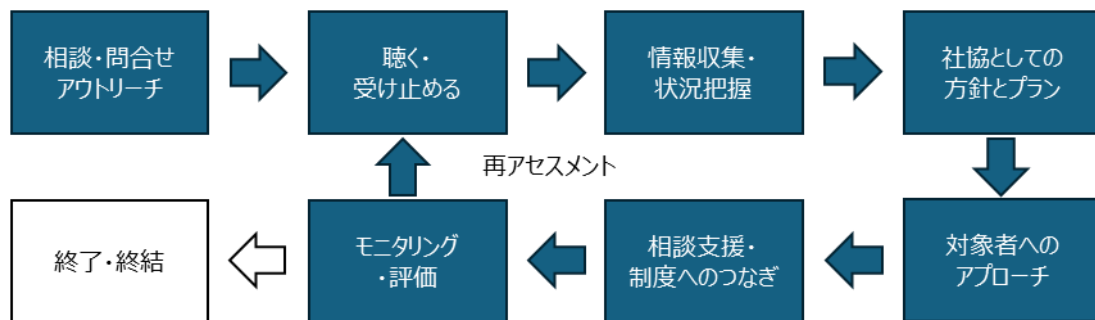 相談・問合せ
アウトリーチ
聴く・
受け止める
情報収集・
状況把握
社協としての
方針とプラン
再アセスメント
終了・終結
モニタリング
・評価
相談支援・
制度へのつなぎ
対象者への
アプローチ